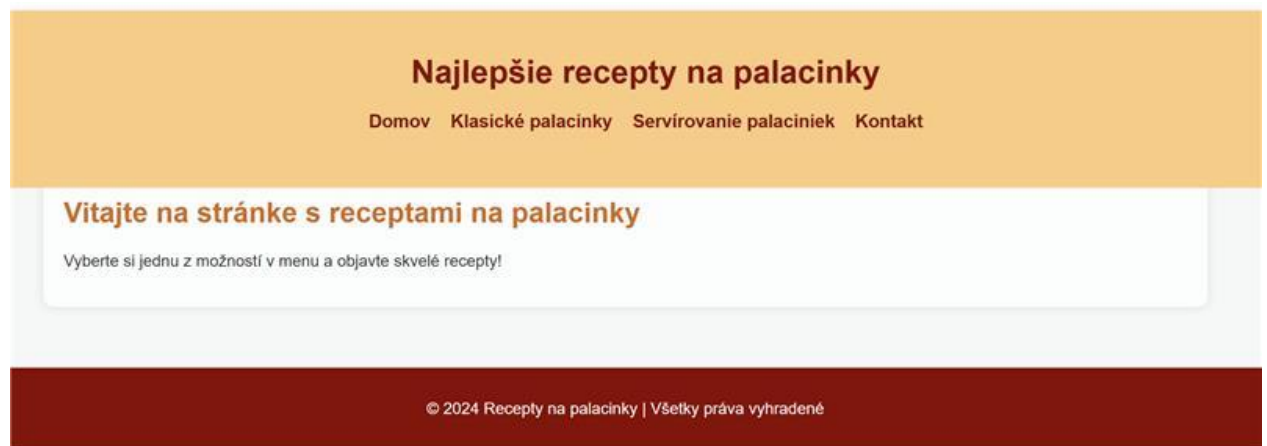 Najlepšie recepty na palacinky
Domov Klasické palacinky Servírovanie palaciniek Kontakt
Vitajte na stránke s receptami na palacinky
Vyberte si jednu z možností v menu a objavte skvelé recepty!
© 2024 Recepty na palacinky | Všetky práva vyhradené